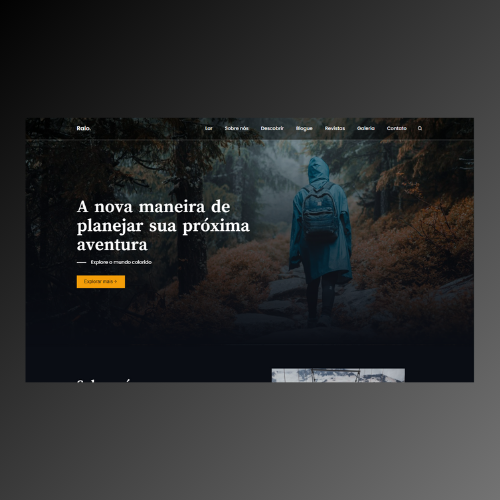 Raio.
Lar Sobre nós Descobrir Blogue Revistas Galeria Contato
A nova maneira de
planejar sua próxima
aventura
Explore o mundo colorido
Explorar mais +